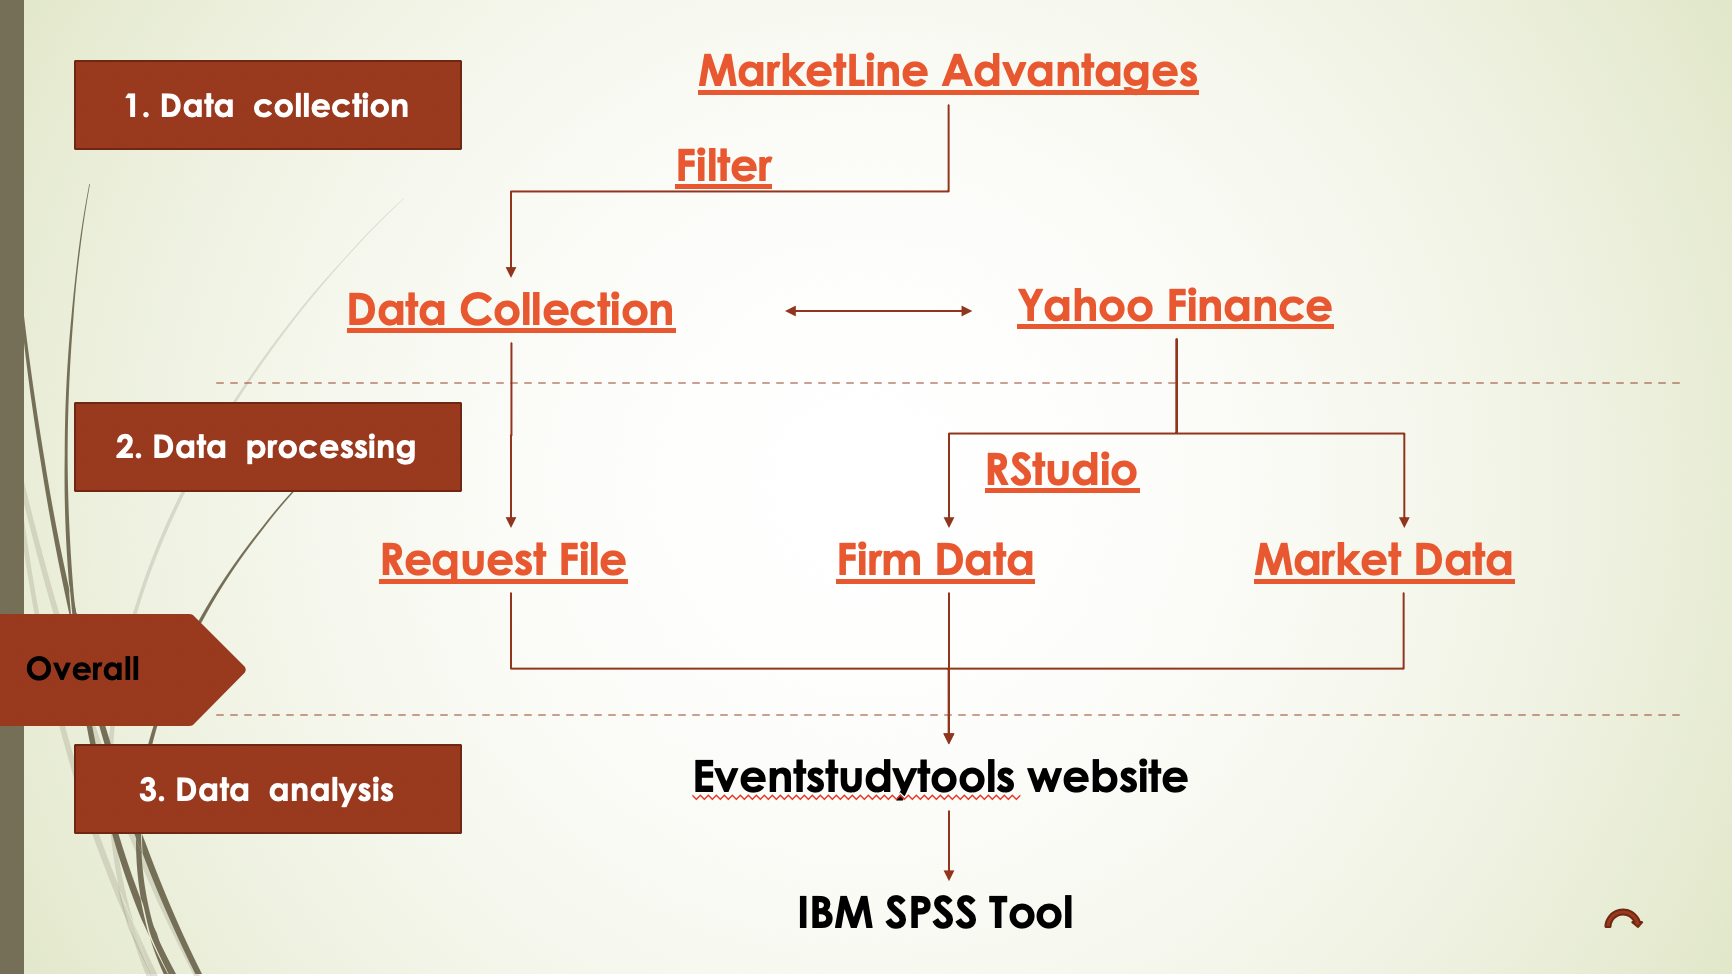 MarketLine Advantages
1. Data  collection
Filter
Data Collection
Yahoo Finance
2. Data  processing
RStudio
Request File
Firm Data
Market Data
Overall
Eventstudytools website
3. Data  analysis
IBM SPSS Tool